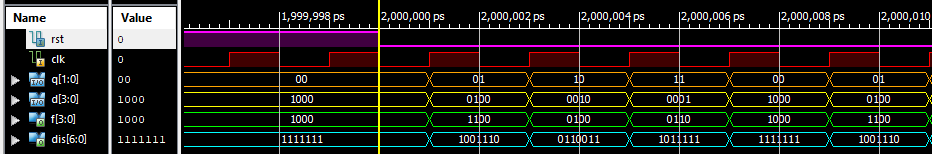 Name Value 1,999,998 ps 2,000,000 ps 2,000,002 ps 2,000,004 ps 2,000,006 ps 2,000,008 ps 2,000,010
rst 0
clk 0
q[1:0] 00 00 01 10 11 00 01
d[3:0] 1000 1000 0100 0010 0001 1000 0100
f[3:0] 1000 1000 1100 0100 0110 1000 1100
dis[6:0] 1111111 1111111 1001110 0110011 1011111 1111111 1001110